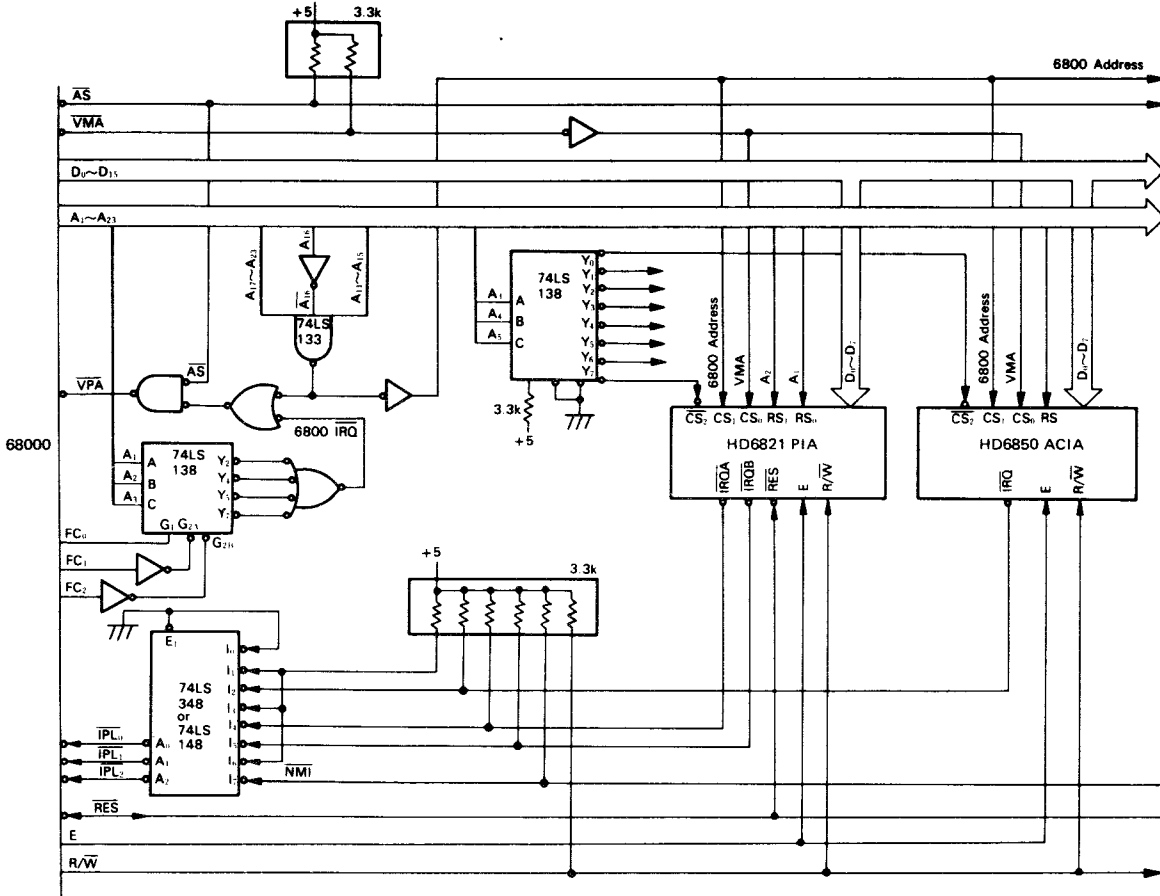 +5 3.3k
6800 Address
AS
VMA
D₀~D₁₅
A₁~A₂₃
A₁₇~A₂₃
A₁₆
A₁₆
A₁₁~A₁₅
74LS
133
AS
VPA
6800 IRQ
68000
74LS
138
A₁ A
A₂ B
A₃ C
Y₂
Y₄
Y₅
Y₇
G₁ G₂A
G₂B
FC₀
FC₁
FC₂
74LS
138
A₄ B
A₅ C
A
Y₀
Y₁
Y₂
Y₃
Y₄
Y₅
Y₆
Y₇
3.3k
+5
6800 Address
VMA
A₂
A₁
D₀~D₇
CS₂ CS₁ CS₀ RS₁ RS₀
HD6821 PIA
IRQA
IRQB
RES
E
R/W
6800 Address
VMA
D₀~D₇
CS₂ CS₁ CS₀ RS
HD6850 ACIA
IRQ
E
R/W
+5
3.3k
E₁
74LS
348
or
74LS
148
I₀
I₁
I₂
I₃
I₄
I₅
I₆
I₇
NMI
IPL₀ A₀
IPL₁ A₁
IPL₂ A₂
RES
E
R/W